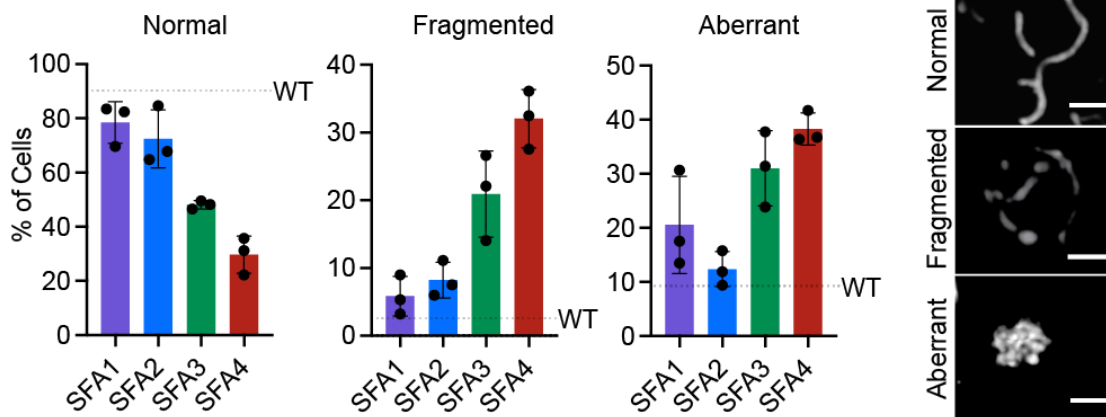 Normal
% of Cells
100
80
60
40
20
0
WT
SFA1
SFA2
SFA3
SFA4
Fragmented
40
30
20
10
0
WT
SFA1
SFA2
SFA3
SFA4
Aberrant
50
40
30
20
10
0
WT
SFA1
SFA2
SFA3
SFA4
Normal
Fragmented
Aberrant